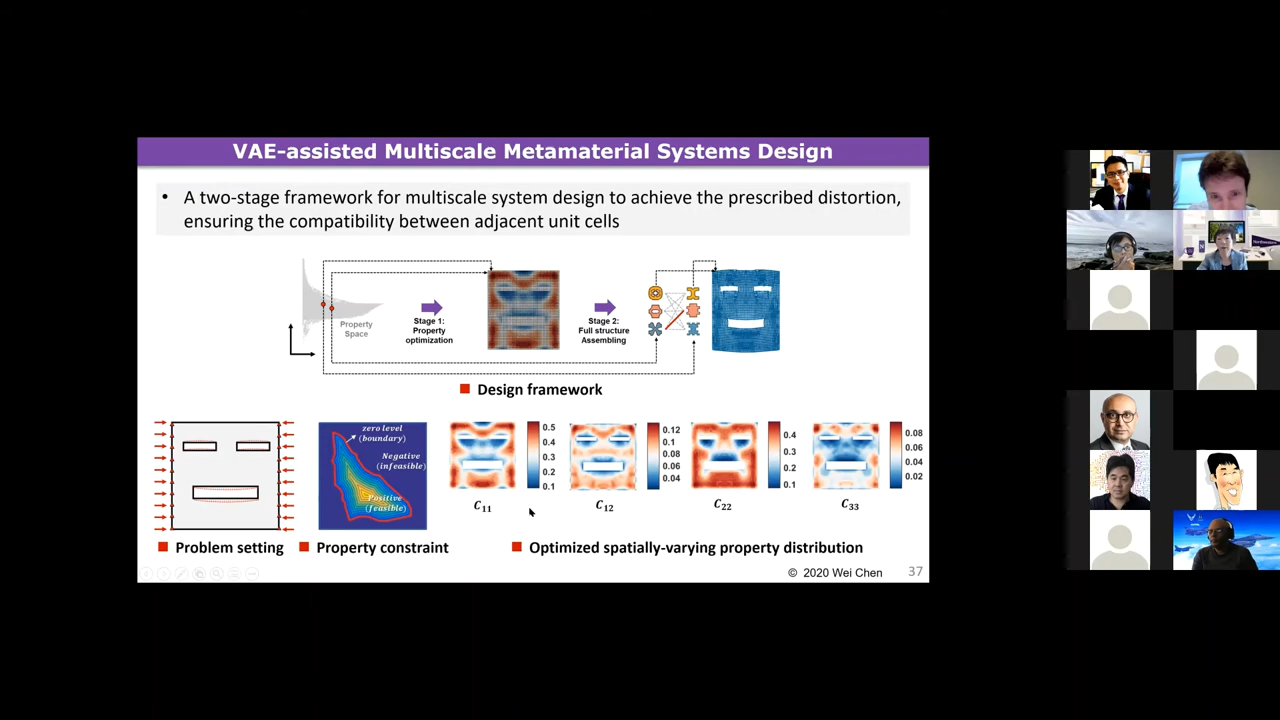 VAE-assisted Multiscale Metamaterial Systems Design
• A two-stage framework for multiscale system design to achieve the prescribed distortion,
ensuring the compatibility between adjacent unit cells
Property
Space
Stage 1:
Property
optimization
Stage 2:
Full structure
Assembling
Design framework
zero level
(boundary)
Negative
(infeasible)
Positive
(feasible)
0.5
0.4
0.3
0.2
0.1
C11
0.12
0.1
0.08
0.06
0.04
C12
0.4
0.3
0.2
0.1
C22
0.08
0.06
0.04
0.02
C33
Problem setting
Property constraint
Optimized spatially-varying property distribution
© 2020 Wei Chen
37